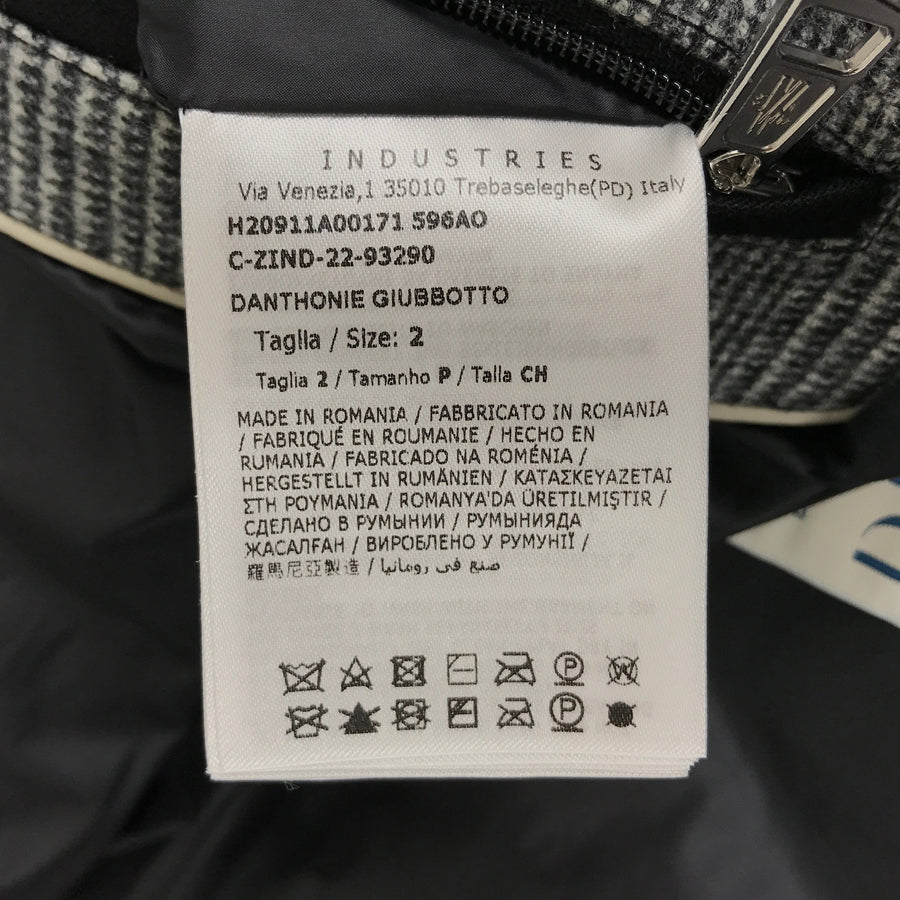 INDUSTRIES
Via Venezia,1 35010 Trebaseleghe(PD) Italy
H20911A00171 596AO
C-ZIND-22-93290
DANTHONIE GIUBBOTTO
Taglia / Size: 2
Taglia 2 / Tamanho P / Talla CH
MADE IN ROMANIA / FABBRICATO IN ROMANIA
/ FABRIQUÉ EN ROUMANIE / HECHO EN
RUMANIA / FABRICADO NA ROMÉNIA /
HERGESTELLT IN RUMÄNIEN / ΚΑΤΑΣΚΕΥΑΖΕΤΑΙ
ΣΤΗ ΡΟΥΜΑΝΙΑ / ROMANYA'DA ÜRETILMIŞTIR /
СДЕЛАНО В РУМЫНИИ / РУМЫНИЯДА
ЖАСАЛҒАН / ВИРОБЛЕНО У РУМУНІЇ /
羅馬尼亞製造 / صنع في رومانيا
P
W
P